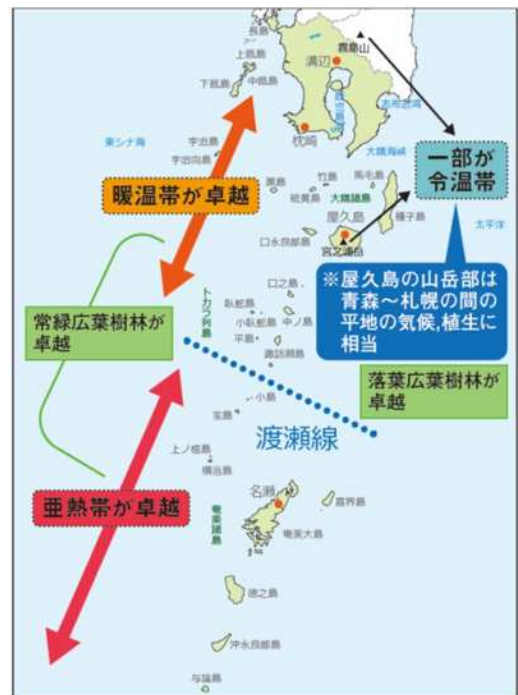 長島
上甑島
中甑島
下甑島
霧島山
溝辺
志布志湾
枕崎
東シナ海
宇治島
宇治向島
大隅海峡
一部が
令温帯
暖温帯が卓越
竹島
馬毛島
黒島
硫黄島
大隅諸島
屋久島
種子島
太平洋
口永良部島
宮之浦岳
※屋久島の山岳部は
青森～札幌の間の
平地の気候,植生に
相当
口之島
トカラ列島
臥蛇島
小臥蛇島
中ノ島
平島
諏訪瀬島
常緑広葉樹林が
卓越
落葉広葉樹林が
卓越
小島
宝島
渡瀬線
上ノ根島
横当島
亜熱帯が卓越
名瀬
喜界島
奄美諸島
奄美大島
徳之島
沖永良部島
与論島